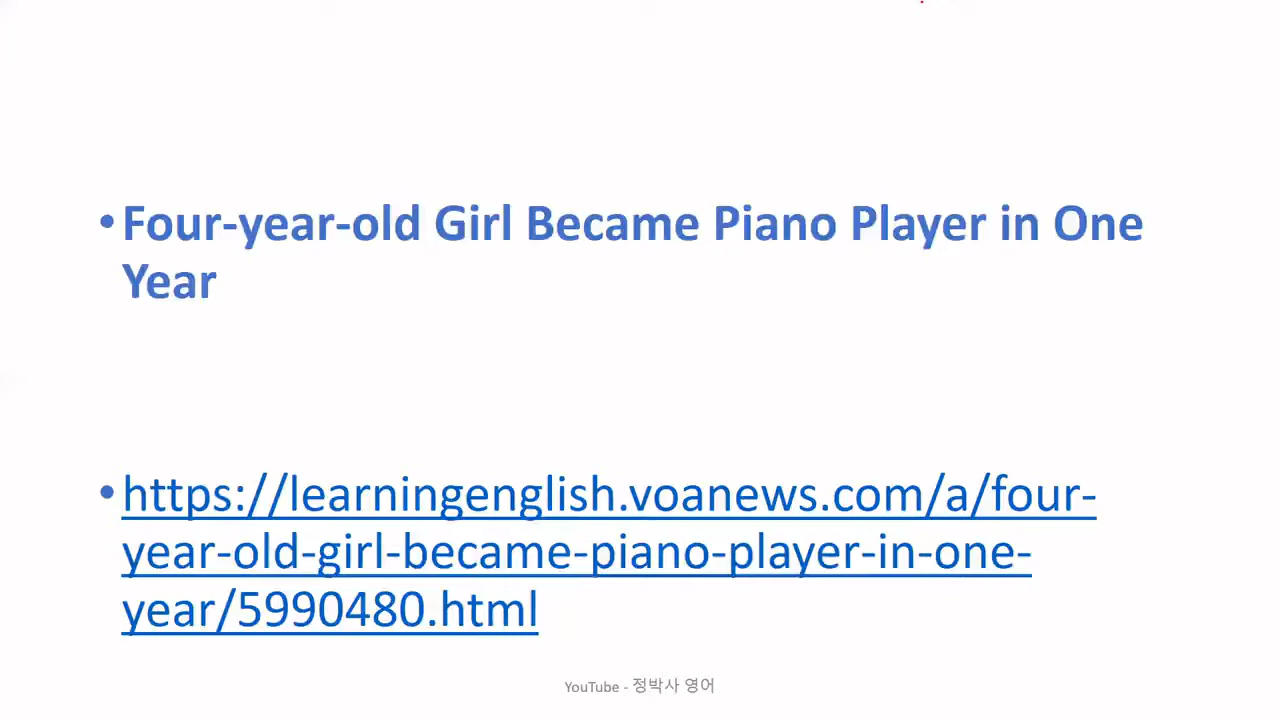 •Four-year-old Girl Became Piano Player in One
Year
•https://learningenglish.voanews.com/a/four-
year-old-girl-became-piano-player-in-one-
year/5990480.html
YouTube - 정박사 영어